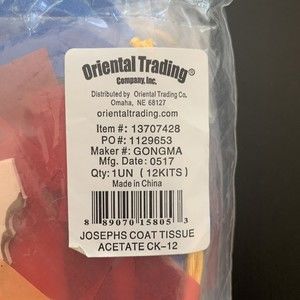 Oriental Trading®
Company, Inc.
Distributed by Oriental Trading Co.
Omaha, NE 68127
orientaltrading.com
Item #: 13707428
PO#: 1129653
Maker #: GONGMA
Mfg. Date: 0517
Qty: 1UN (12KITS)
Made in China
8 89070 15805 3
JOSEPHS COAT TISSUE
ACETATE CK-12